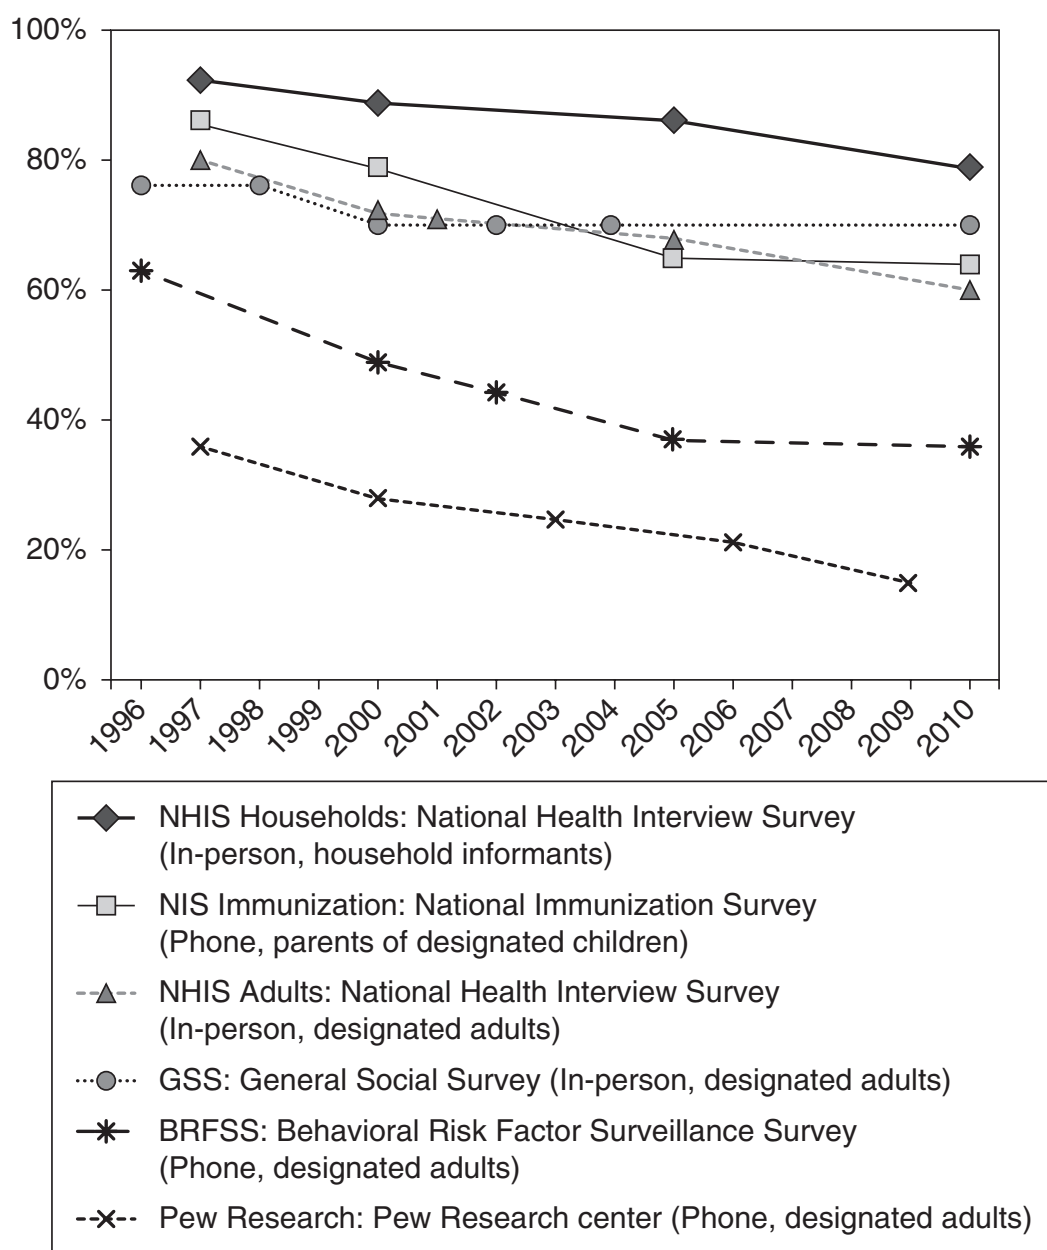 100%
80%
60%
40%
20%
0%
1996
1997
1998
1999
2000
2001
2002
2003
2004
2005
2006
2007
2008
2009
2010
NHIS Households: National Health Interview Survey
(In-person, household informants)
NIS Immunization: National Immunization Survey
(Phone, parents of designated children)
NHIS Adults: National Health Interview Survey
(In-person, designated adults)
GSS: General Social Survey (In-person, designated adults)
BRFSS: Behavioral Risk Factor Surveillance Survey
(Phone, designated adults)
Pew Research: Pew Research center (Phone, designated adults)